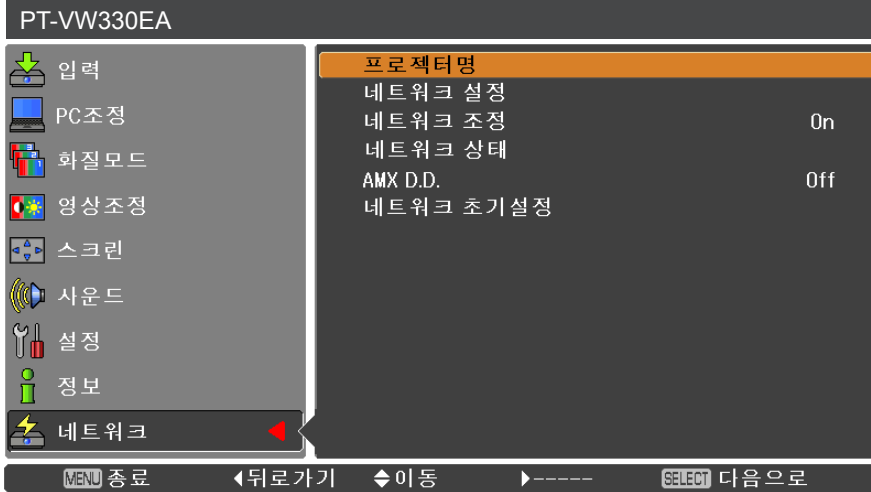 PT-VW330EA
입력
PC조정
화질모드
영상조정
스크린
사운드
설정
정보
네트워크
프로젝터명
네트워크 설정
네트워크 조정 On
네트워크 상태
AMX D.D. Off
네트워크 초기설정
MENU 종료 뒤로가기 이동 ----- SELECT 다음으로